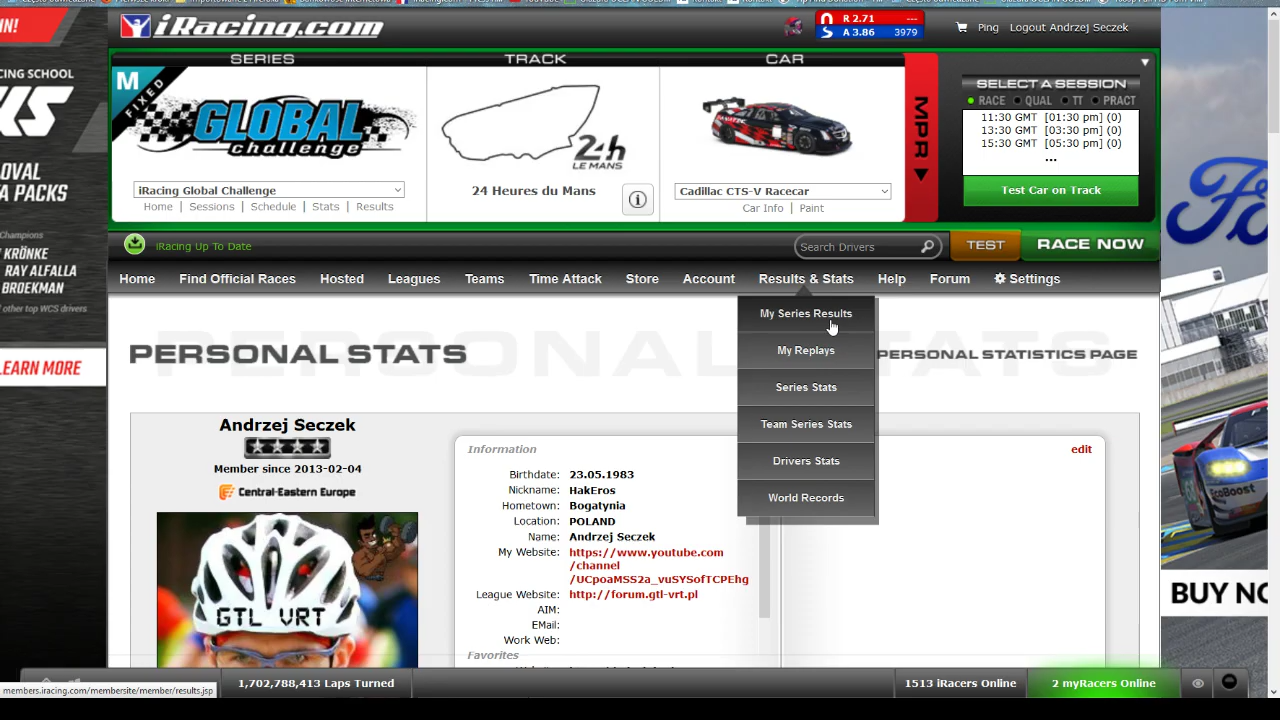 N!
iRacing.com
R 2.71 ---
A 3.86 3979
Ping Logout Andrzej Seczek
SERIES
TRACK
CAR
M
FIXED
GLOBAL
challenge
24h
LE MANS
MPR
SELECT A SESSION
RACE QUAL TT PRACT
11:30 GMT [01:30 pm] (0)
13:30 GMT [03:30 pm] (0)
15:30 GMT [05:30 pm] (0)
...
Test Car on Track
iRacing Global Challenge
24 Heures du Mans
Cadillac CTS-V Racecar
Home | Sessions | Schedule | Stats | Results
Car Info | Paint
iRacing Up To Date
Search Drivers
TEST
RACE NOW
Home Find Official Races Hosted Leagues Teams Time Attack Store Account Results & Stats Help Forum Settings
My Series Results
My Replays
Series Stats
Team Series Stats
Drivers Stats
World Records
PERSONAL STATS
PERSONAL STATISTICS PAGE
Andrzej Seczek
Member since 2013-02-04
Central-Eastern Europe
GTL VRT
Information
edit
Birthdate: 23.05.1983
Nickname: HakEros
Hometown: Bogatynia
Location: POLAND
Name: Andrzej Seczek
My Website: https://www.youtube.com
/channel
/UCpoaMSS2a_vuSYSofTCPEhg
League Website: http://forum.gtl-vrt.pl
AIM:
EMail:
Work Web:
Favorites
CING SCHOOL
OVAL
A PACKS
Champions
KRÖNKE
RAY ALFALLA
BROEKMAN
other top WCS drivers
LEARN MORE
Ford
EcoBoost
BUY NO
members.iracing.com/membersite/member/results.jsp
1,702,788,413 Laps Turned
1513 iRacers Online
2 myRacers Online